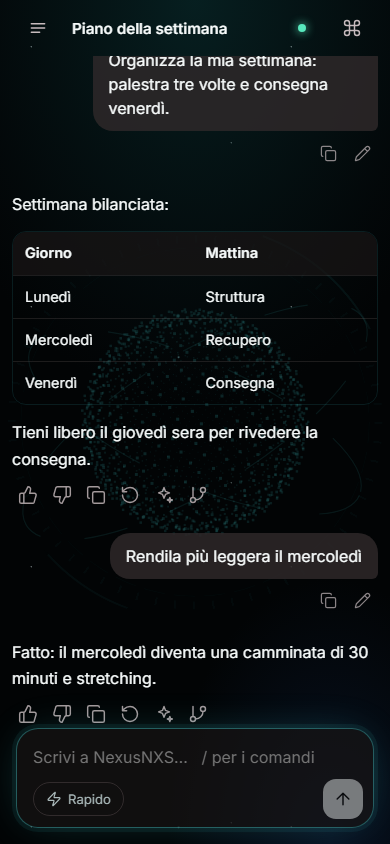 Piano della settimana
Organizza la mia settimana:
palestra tre volte e consegna
venerdì.
Settimana bilanciata:
Giorno Mattina
Lunedì Struttura
Mercoledì Recupero
Venerdì Consegna
Tieni libero il giovedì sera per rivedere la
consegna.
Rendila più leggera il mercoledì
Fatto: il mercoledì diventa una camminata di 30
minuti e stretching.
Scrivi a NexusNXS... / per i comandi
Rapido